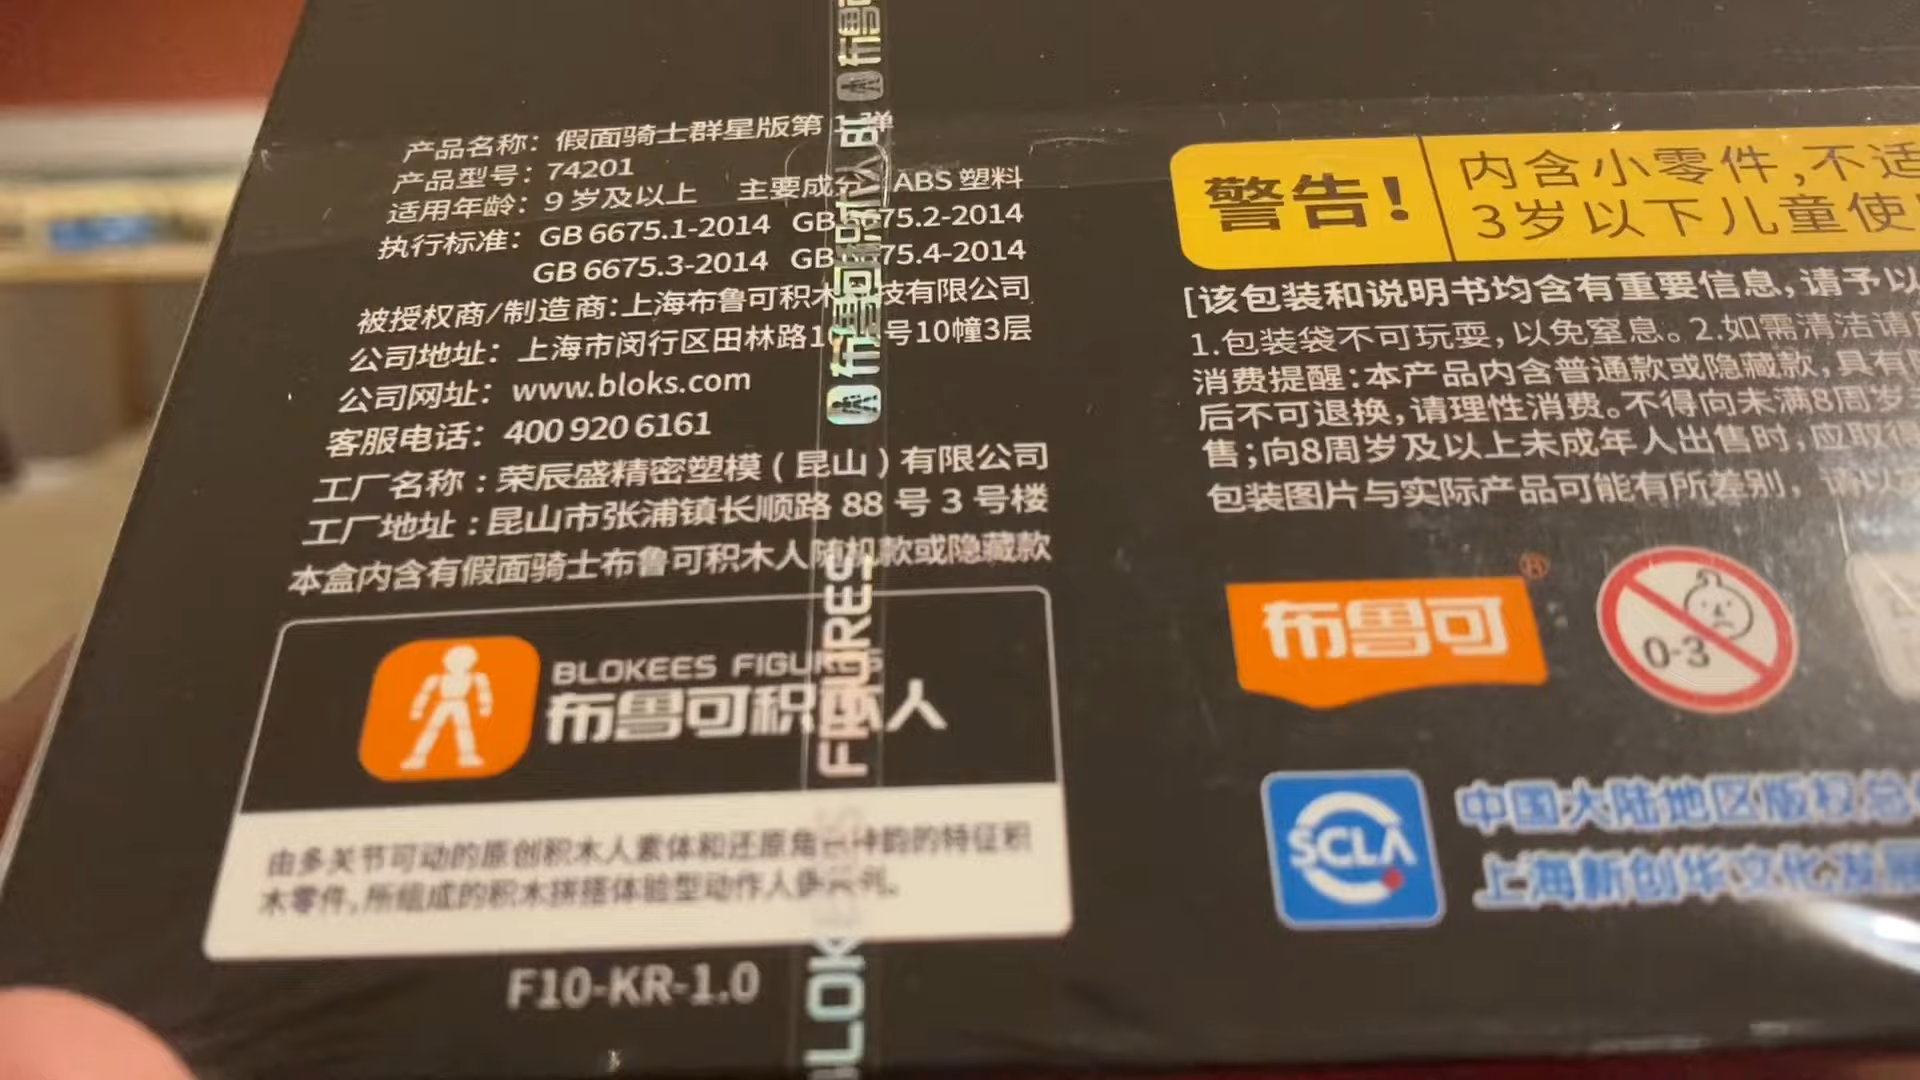 产品名称：假面骑士群星版第 弹
产品型号：74201
适用年龄：9 岁及以上 主要成分 ABS 塑料
执行标准：GB 6675.1-2014 GB 6675.2-2014
GB 6675.3-2014 GB 6675.4-2014
被授权商/制造商：上海布鲁可积木 技有限公司
公司地址：上海市闵行区田林路10 号10幢3层
公司网址：www.bloks.com
客服电话：400 920 6161
工厂名称：荣辰盛精密塑模（昆山）有限公司
工厂地址：昆山市张浦镇长顺路 88 号 3 号楼
本盒内含有假面骑士布鲁可积木人随机款或隐藏款
BLOKEES FIGURES
布鲁可积木人
由多关节可动的原创积木人素体和还原角 神韵的特征积
木零件，所组成的积木拼搭体验型动作人偶 列。
F10-KR-1.0
布鲁可积木人
BLOKEES FIGURES
警告！
内含小零件，不适
3岁以下儿童使
[该包装和说明书均含有重要信息，请予以
1.包装袋不可玩耍，以免窒息。2.如需清洁请
消费提醒：本产品内含普通款或隐藏款，具有
后不可退换，请理性消费。不得向未满8周岁
售；向8周岁及以上未成年人出售时，应取得
包装图片与实际产品可能有所差别，请以
布鲁可®
0-3
SCLA
中国大陆地区版权总
上海新创华文化发展